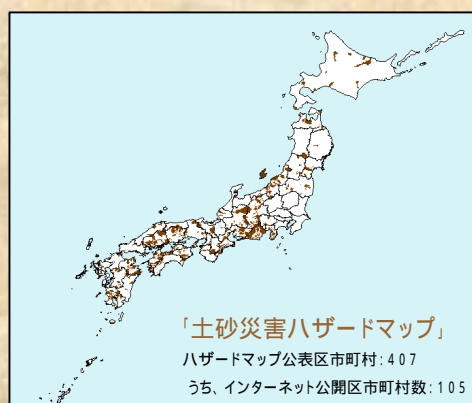 「土砂災害ハザードマップ」
ハザードマップ公表区市町村:407
うち、インターネット公開区市町村数:105